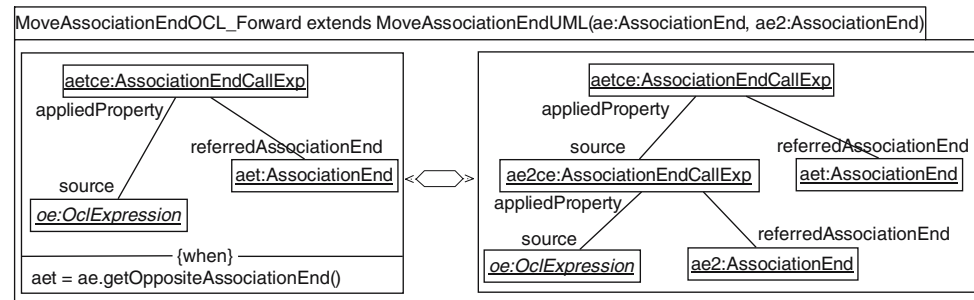 MoveAssociationEndOCL_Forward extends MoveAssociationEndUML(ae:AssociationEnd, ae2:AssociationEnd)
aetce:AssociationEndCallExp
appliedProperty
referredAssociationEnd
source
aet:AssociationEnd
oe:OclExpression
{when}
aet = ae.getOppositeAssociationEnd()
aetce:AssociationEndCallExp
appliedProperty
source
referredAssociationEnd
ae2ce:AssociationEndCallExp
aet:AssociationEnd
appliedProperty
source
referredAssociationEnd
oe:OclExpression
ae2:AssociationEnd